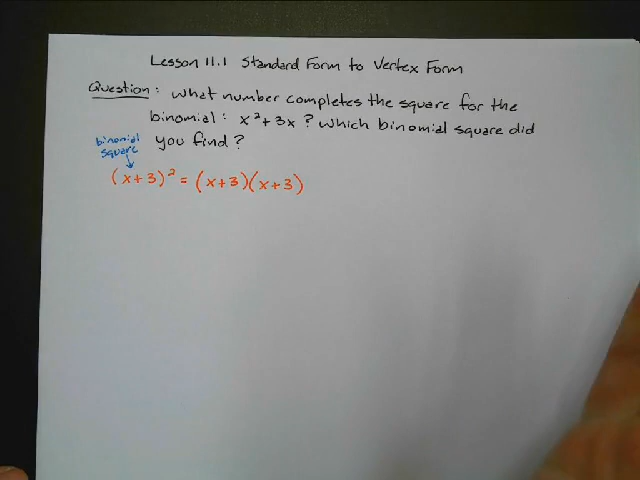 Lesson 11.1 Standard Form to Vertex Form
Question: What number completes the square for the
binomial: x²+3x? Which binomial square did
you find?
binomial
square
(x+3)² = (x+3)(x+3)